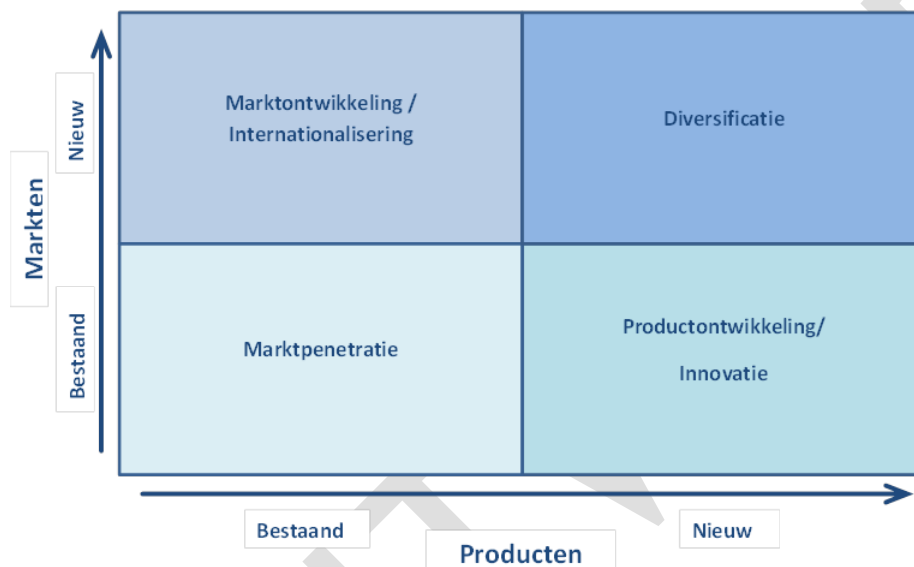 Nieuw
Markten
Bestaand
Marktontwikkeling /
Internationalisering
Diversificatie
Marktpenetratie
Productontwikkeling/
Innovatie
Bestaand
Nieuw
Producten